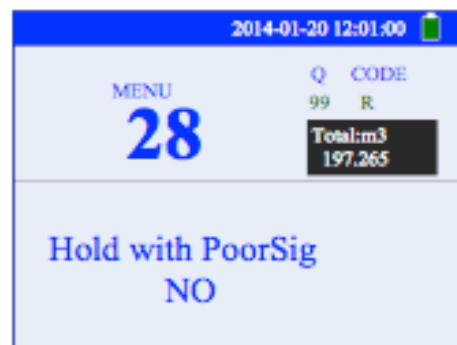 2014-01-20 12:01:00
MENU
28
Q CODE
99 R
Total:m3
197.265
Hold with PoorSig
NO